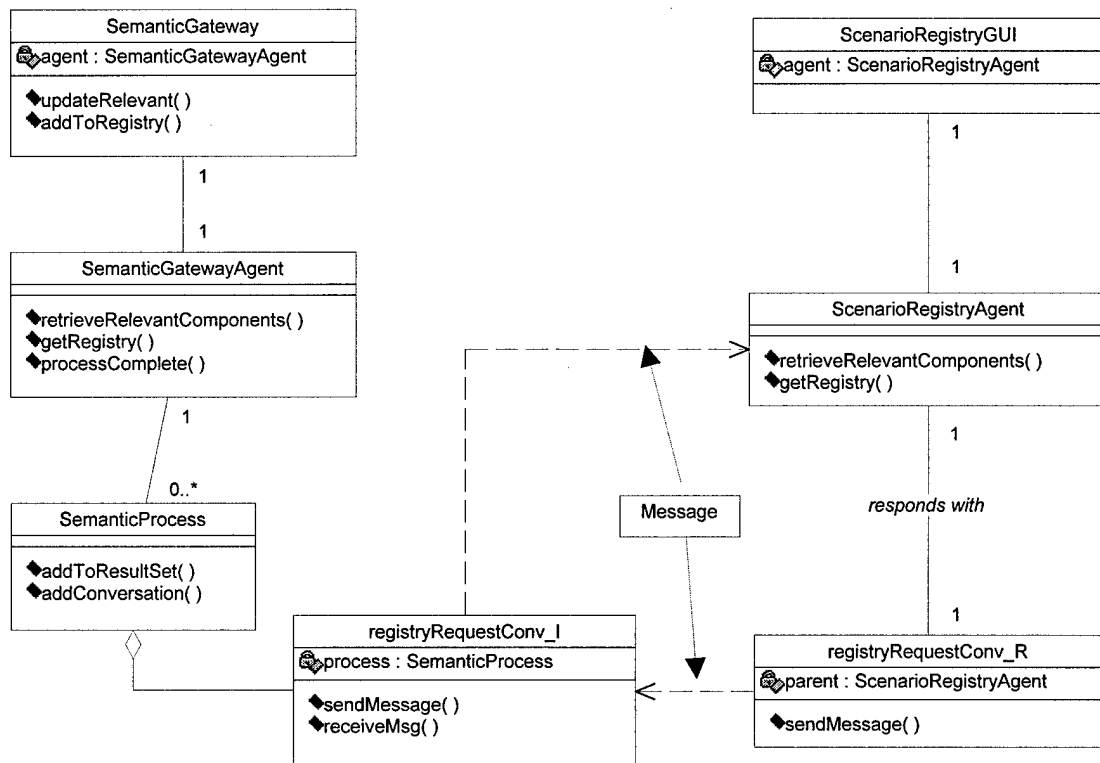 SemanticGateway
agent : SemanticGatewayAgent
updateRelevant( )
addToRegistry( )
1
1
SemanticGatewayAgent
retrieveRelevantComponents( )
getRegistry( )
processComplete( )
1
0..*
SemanticProcess
addToResultSet( )
addConversation( )
registryRequestConv_I
process : SemanticProcess
sendMessage( )
receiveMsg( )
Message
ScenarioRegistryGUI
agent : ScenarioRegistryAgent
1
1
ScenarioRegistryAgent
retrieveRelevantComponents( )
getRegistry( )
1
responds with
1
registryRequestConv_R
parent : ScenarioRegistryAgent
sendMessage( )